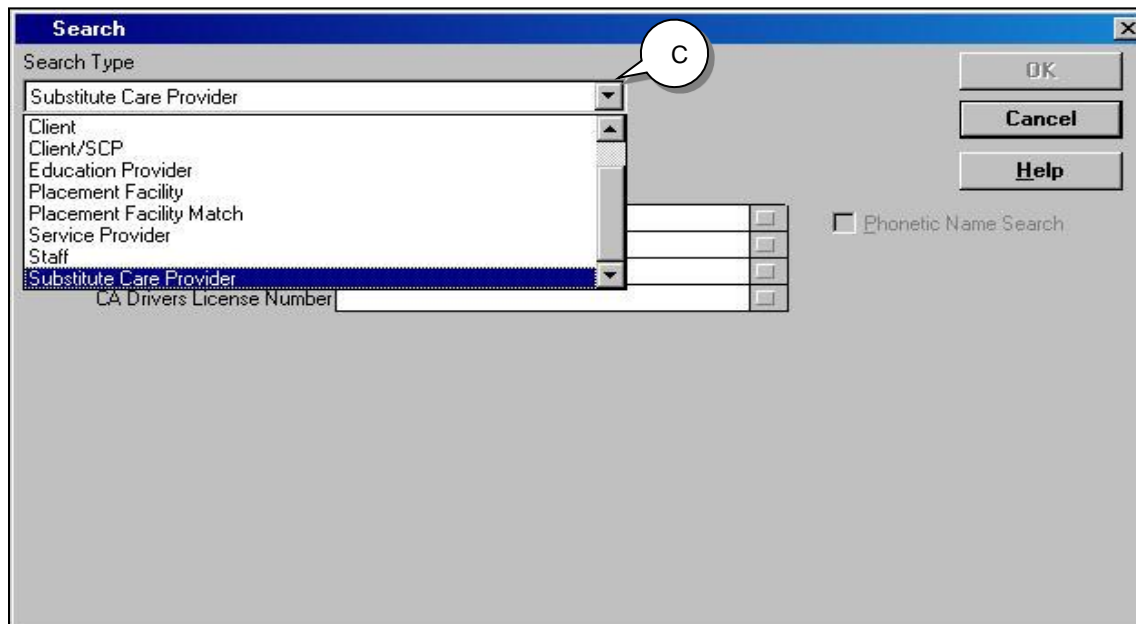 Search
Search Type
C
OK
Substitute Care Provider
Cancel
Client
Client/SCP
Education Provider
Help
Placement Facility
Placement Facility Match
Phonetic Name Search
Service Provider
Staff
Substitute Care Provider
CA Drivers License Number